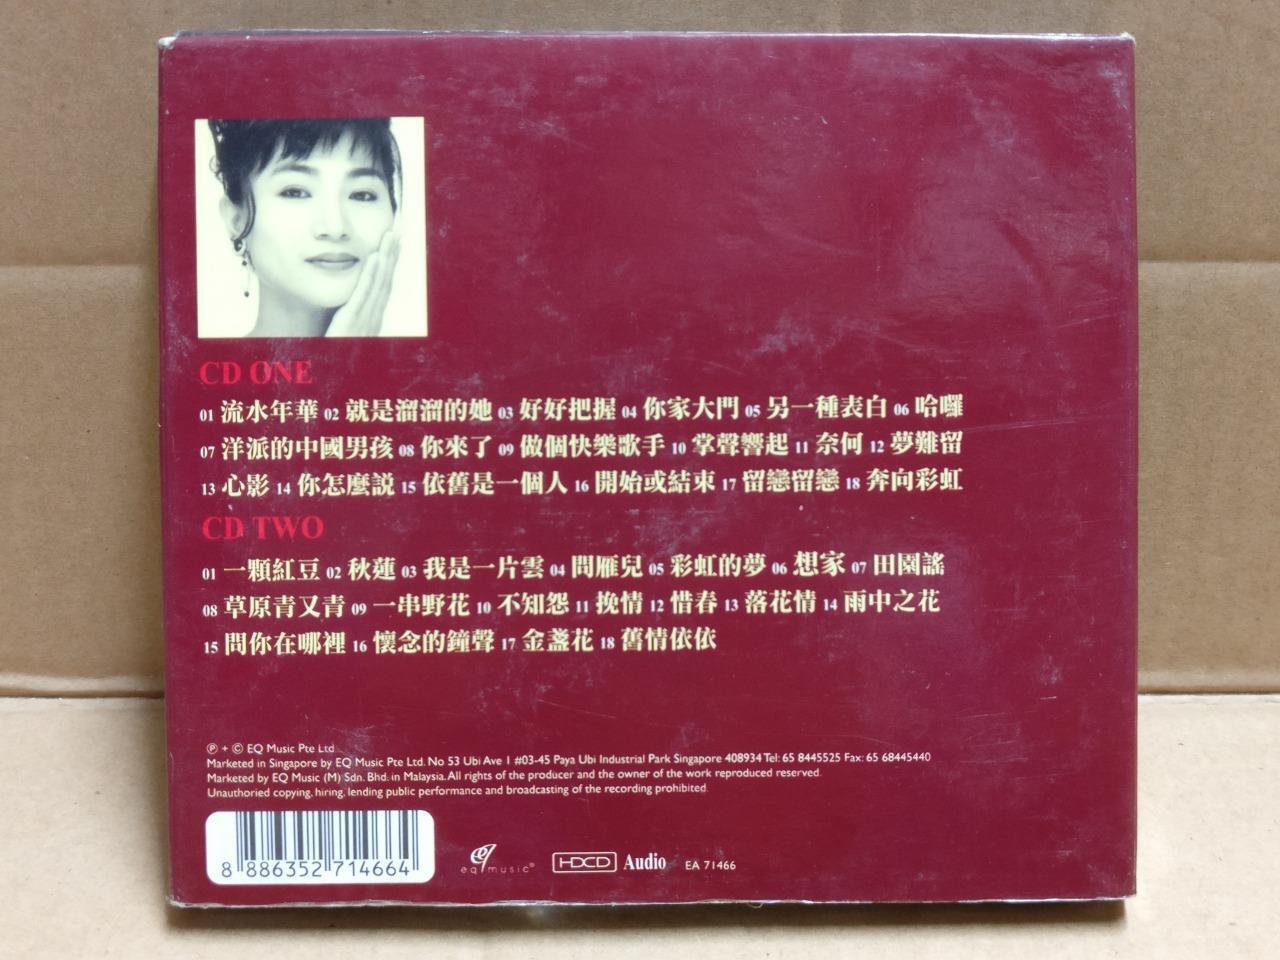 CD ONE
01 流水年華 02 就是溜溜的她 03 好好把握 04 你家大門 05 另一種表白 06 哈囉
07 洋派的中國男孩 08 你來了 09 做個快樂歌手 10 掌聲響起 11 奈何 12 夢難留
13 心影 14 你怎麼說 15 依舊是一個人 16 開始或結束 17 留戀留戀 18 奔向彩虹
CD TWO
01 一顆紅豆 02 秋蓮 03 我是一片雲 04 問雁兒 05 彩虹的夢 06 想家 07 田園謠
08 草原青又青 09 一串野花 10 不知怨 11 挽情 12 惜春 13 落花情 14 雨中之花
15 問你在哪裡 16 懷念的鐘聲 17 金盞花 18 舊情依依
℗ + © EQ Music Pte Ltd
Marketed in Singapore by EQ Music Pte Ltd. No 53 Ubi Ave 1 #03-45 Paya Ubi Industrial Park Singapore 408934 Tel: 65 8445525 Fax: 65 68445440
Marketed by EQ Music (M) Sdn. Bhd. in Malaysia. All rights of the producer and the owner of the work reproduced reserved.
Unauthoried copying, hiring, lending public performance and broadcasting of the recording prohibited.
8 886352 714664
eq music®
HDCD Audio EA 71466